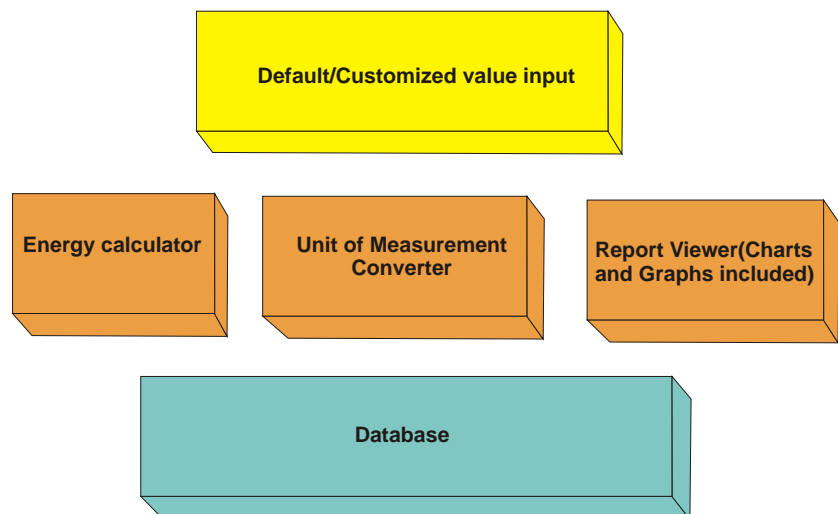 Default/Customized value input
Energy calculator
Unit of Measurement
Converter
Report Viewer(Charts
and Graphs included)
Database